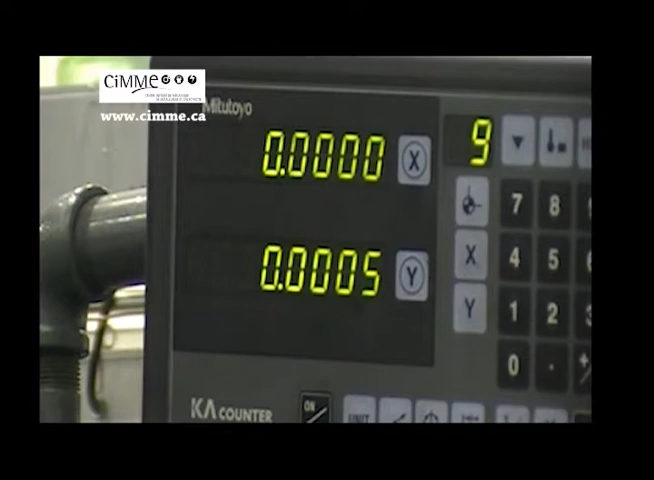 CiMME
www.cimme.ca
Mitutoyo
0.0000 X 9
0.0005 Y
X
Y
7 8
4 5
1 2
0 .
KA COUNTER
ON
UNIT